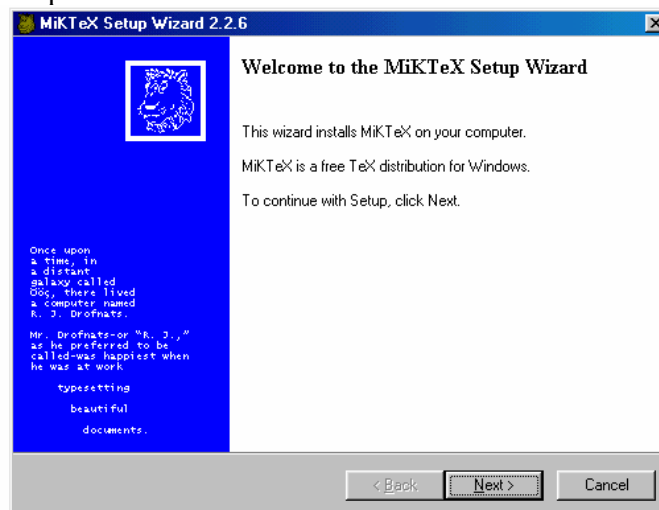 MiKTeX Setup Wizard 2.2.6
Welcome to the MiKTeX Setup Wizard
This wizard installs MiKTeX on your computer.
MiKTeX is a free TeX distribution for Windows.
To continue with Setup, click Next.
Once upon
a time, in
a distant
galaxy called
Ööç, there lived
a computer named
R. J. Drofnats.
Mr. Drofnats-or "R. J.,"
as he preferred to be
called-was happiest when
he was at work
typesetting
beautiful
documents.
< Back
Next >
Cancel